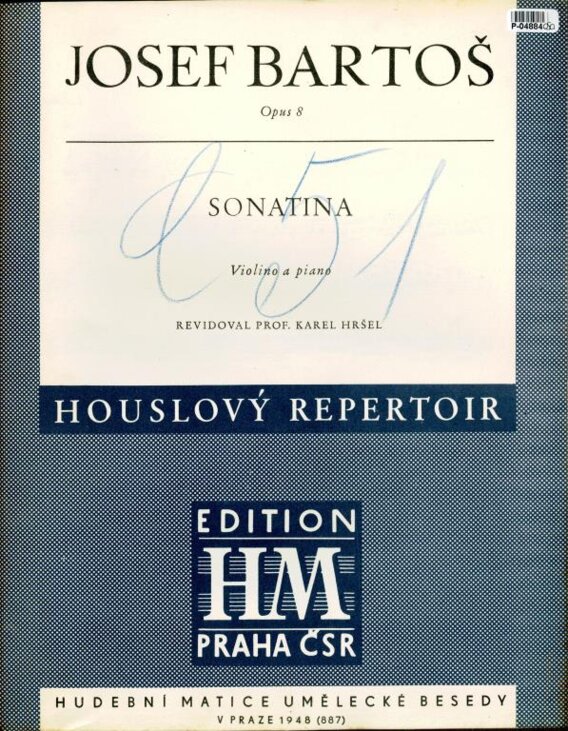 P-04884
JOSEF BARTOŠ
Opus 8
SONATINA
Violino a piano
REVIDOVAL PROF. KAREL HRŠEL
HOUSLOVÝ REPERTOIR
EDITION
HM
PRAHA ČSR
HUDEBNÍ MATICE UMĚLECKÉ BESEDY
V PRAZE 1948 (887)